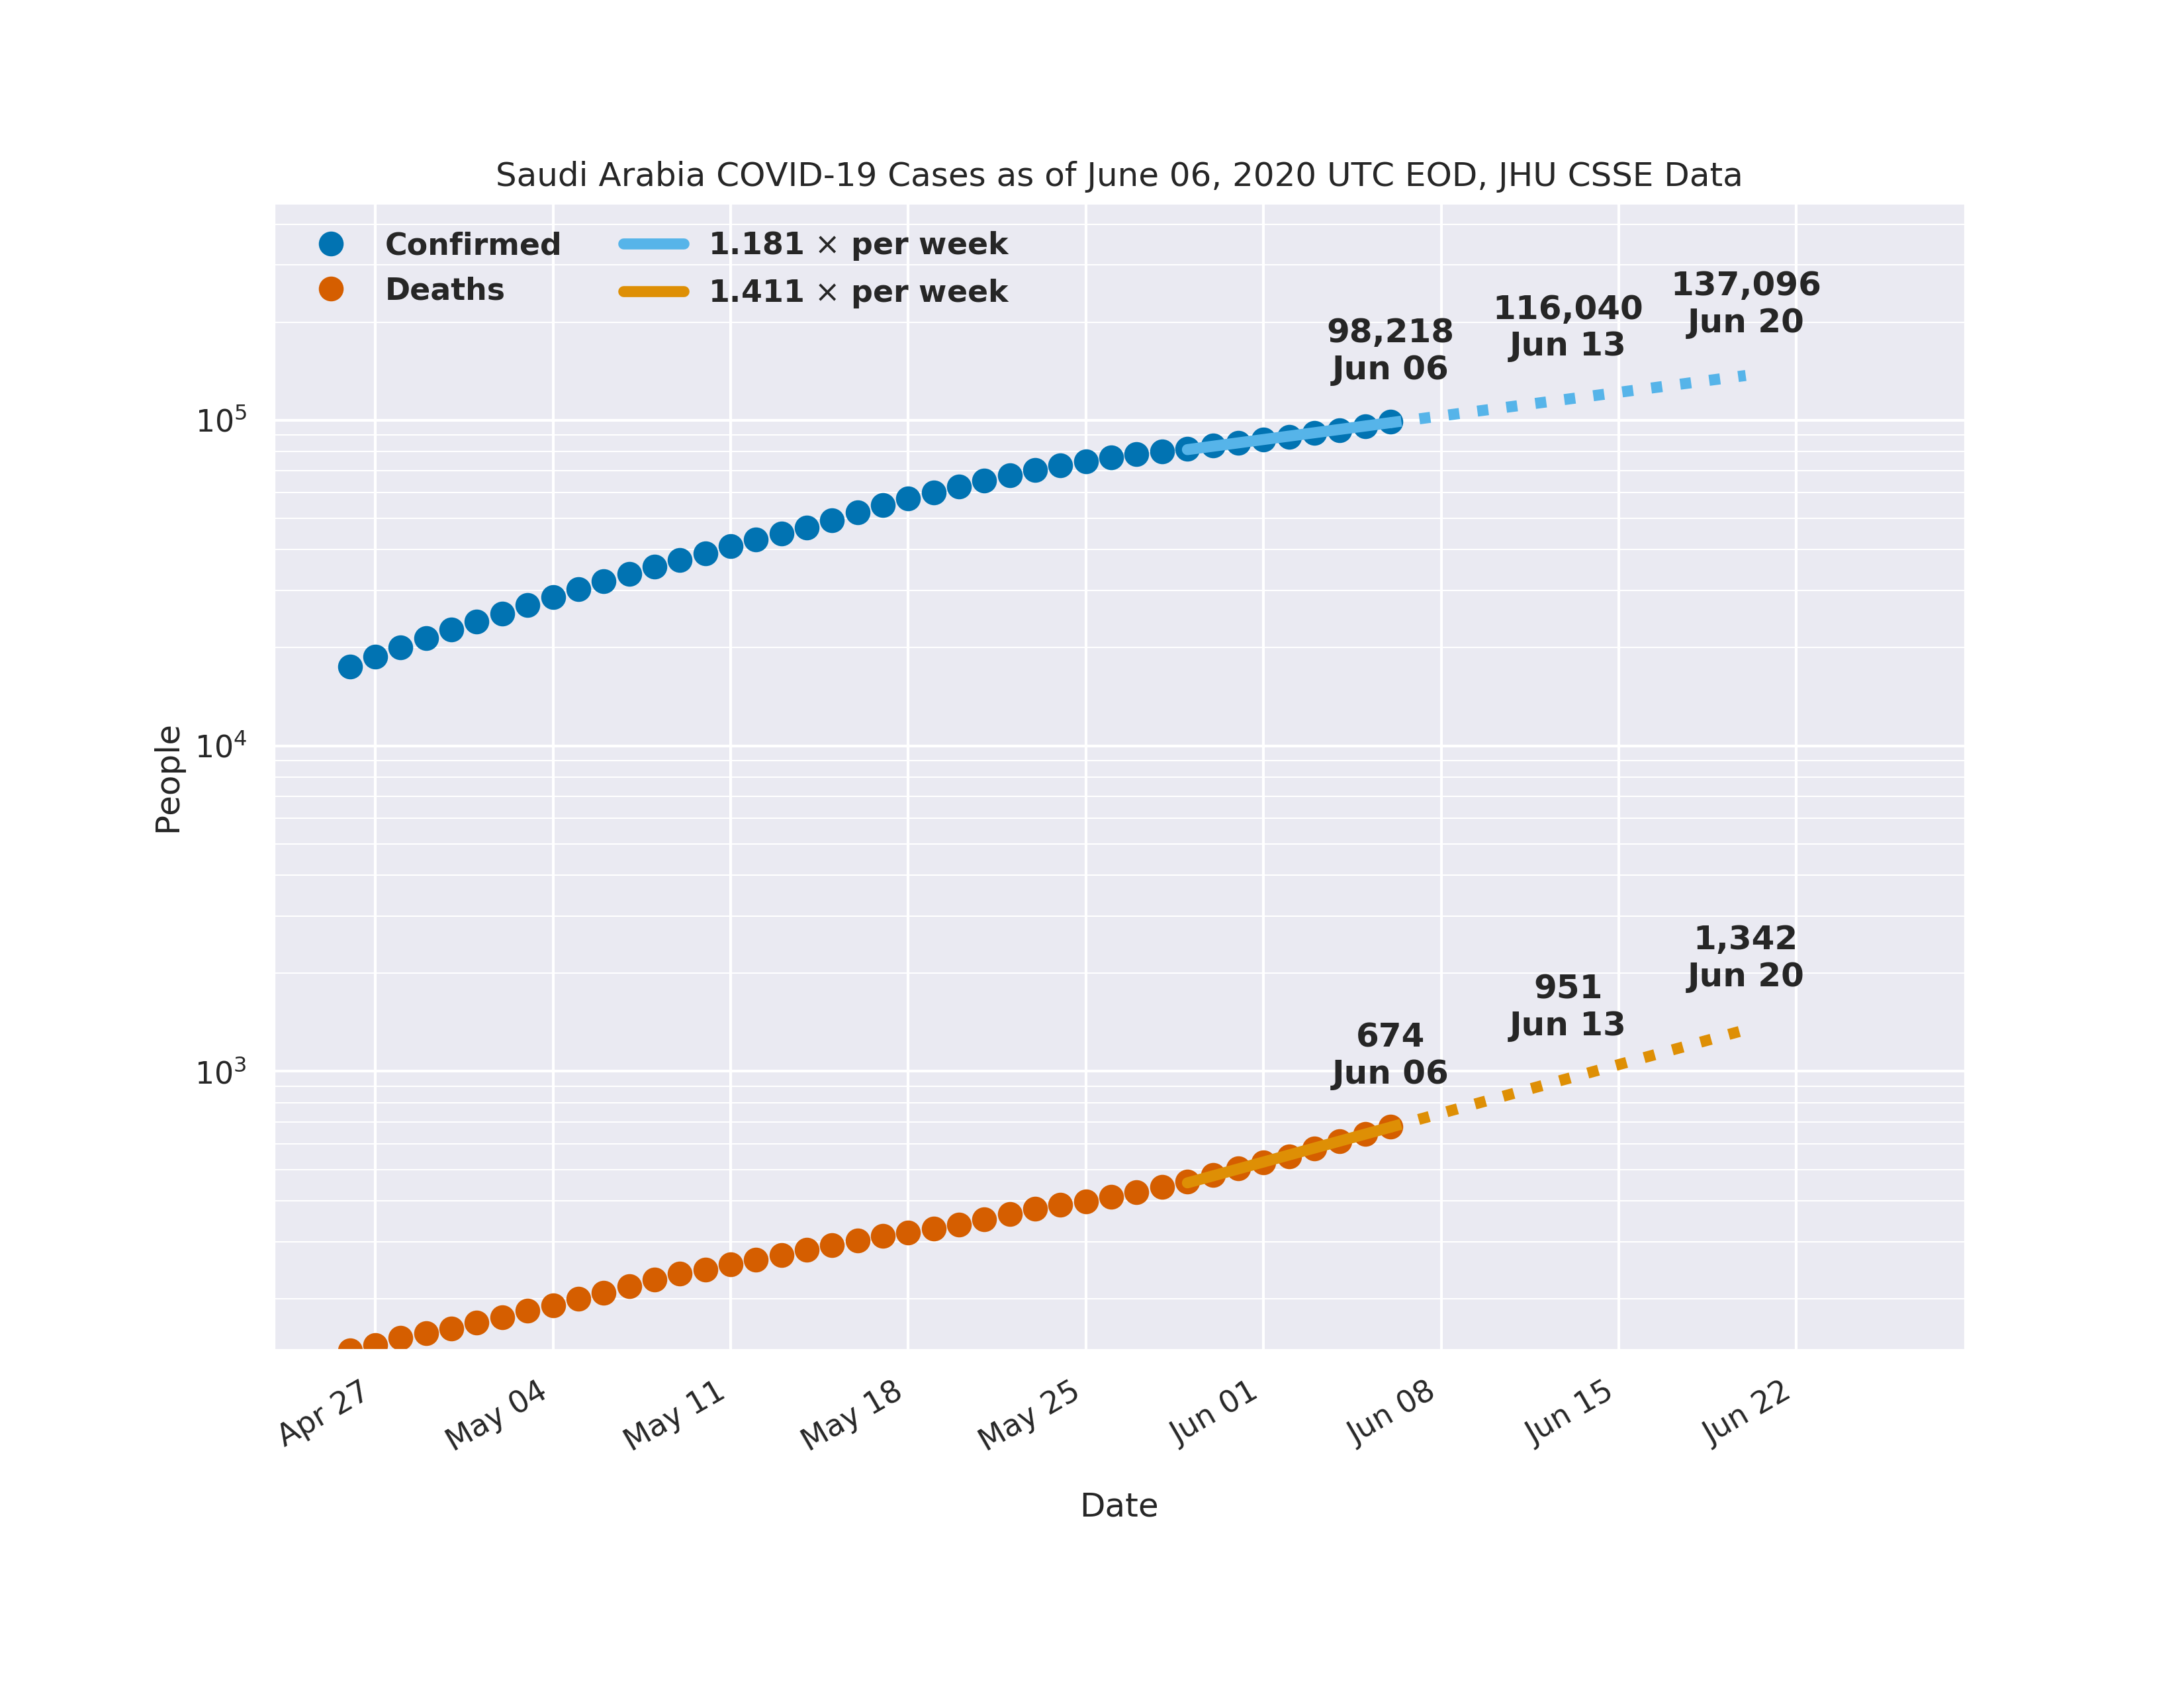 Saudi Arabia COVID-19 Cases as of June 06, 2020 UTC EOD, JHU CSSE Data
Confirmed
Deaths
1.181 × per week
1.411 × per week
98,218
Jun 06
116,040
Jun 13
137,096
Jun 20
674
Jun 06
951
Jun 13
1,342
Jun 20
People
10⁵
10⁴
10³
Apr 27
May 04
May 11
May 18
May 25
Jun 01
Jun 08
Jun 15
Jun 22
Date